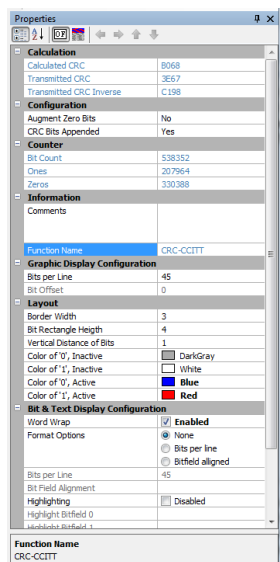 Properties
Calculation
Calculated CRC B068
Transmitted CRC 3E67
Transmitted CRC Inverse C198
Configuration
Augment Zero Bits No
CRC Bits Appended Yes
Counter
Bit Count 538352
Ones 207964
Zeros 330388
Information
Comments
Function Name CRC-CCITT
Graphic Display Configuration
Bits per Line 45
Bit Offset 0
Layout
Border Width 3
Bit Rectangle Heigth 4
Vertical Distance of Bits 1
Color of '0', Inactive DarkGray
Color of '1', Inactive White
Color of '0', Active Blue
Color of '1', Active Red
Bit & Text Display Configuration
Word Wrap Enabled
Format Options None
Bits per line
Bitfield alligned
Bits per Line 45
Bit Field Alignment
Highlighting Disabled
Highlight Bitfield 0
Highlight Bitfield 1
Function Name
CRC-CCITT